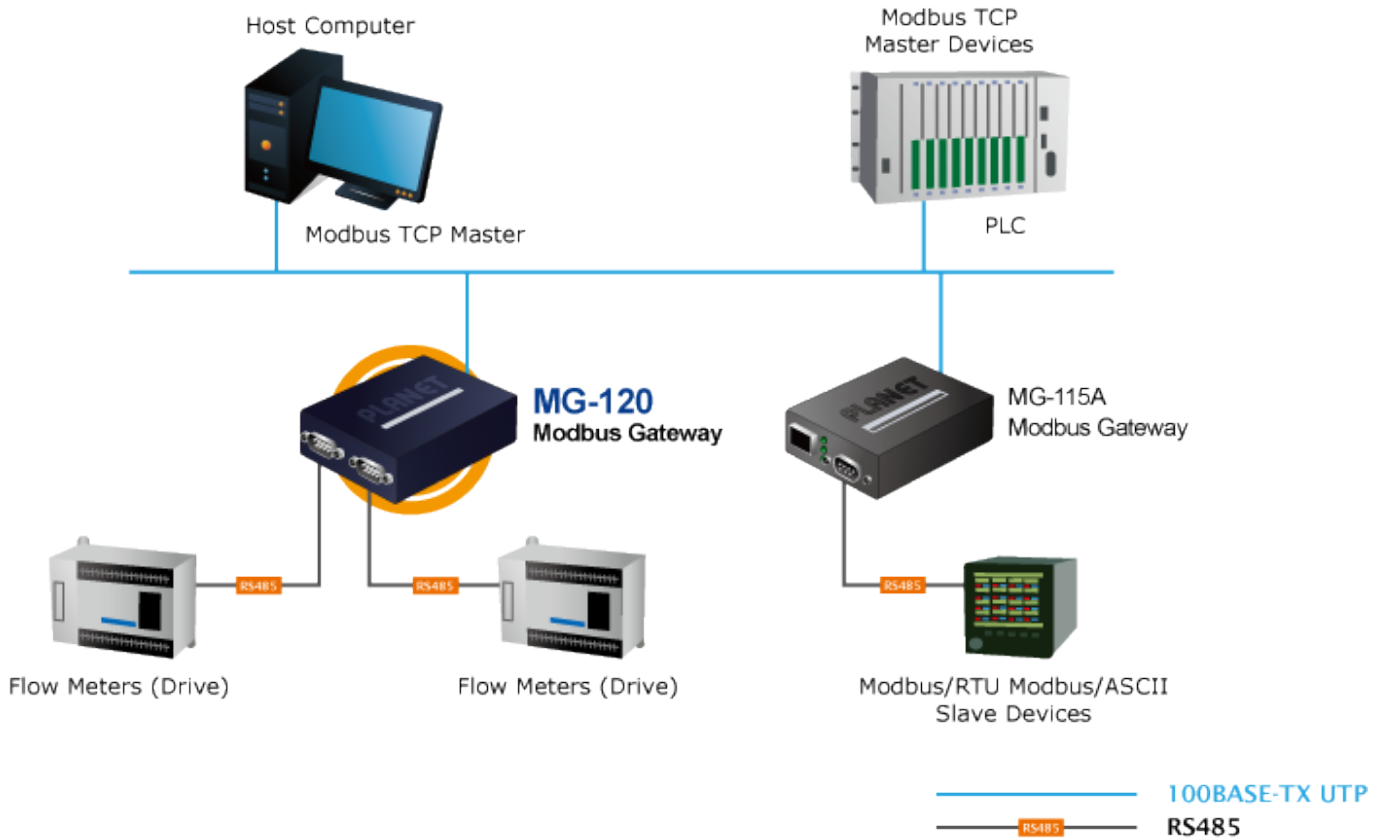 Host Computer
Modbus TCP
Master Devices
Modbus TCP Master
PLC
PLANET
MG-120
Modbus Gateway
PLANET
MG-115A
Modbus Gateway
RS485
RS485
RS485
Flow Meters (Drive)
Flow Meters (Drive)
Modbus/RTU Modbus/ASCII
Slave Devices
100BASE-TX UTP
RS485
RS485